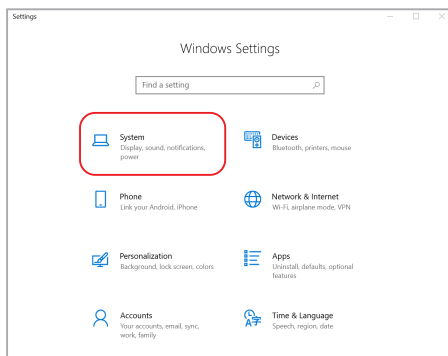 Settings
Windows Settings
Find a setting
System
Display, sound, notifications,
power
Devices
Bluetooth, printers, mouse
Phone
Link your Android, iPhone
Network & Internet
Wi-Fi, airplane mode, VPN
Personalization
Background, lock screen, colors
Apps
Uninstall, defaults, optional
features
Accounts
Your accounts, email, sync,
work, family
Time & Language
Speech, region, date